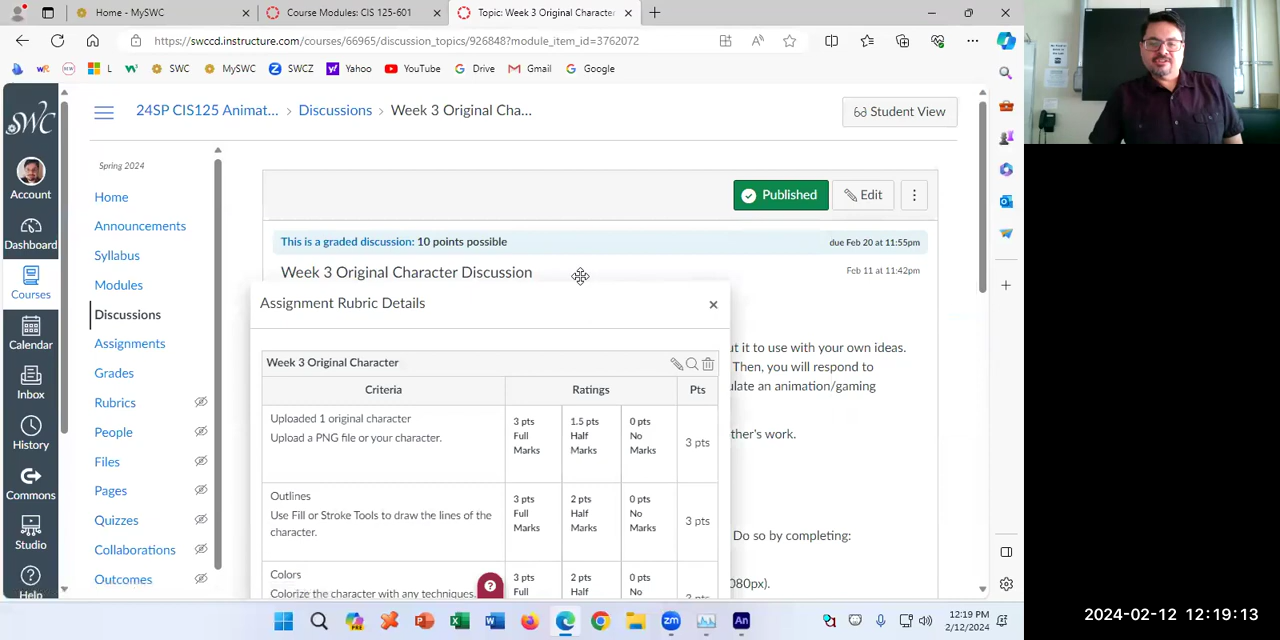 Home - MySWC
Course Modules: CIS 125-601
Topic: Week 3 Original Character
https://swccd.instructure.com/courses/66965/discussion_topics/
26848?module_item_id=3762072
L
SWC
MySWC
SWCZ
Yaroo
YouTube
Drive
Gmail
Google
SWC
Account
Dashboard
Courses
Calendar
Inbox
History
Commons
Studio
Help
24SP CIS125 Animat... › Discussions › Week 3 Original Cha...
Student View
Spring 2024
Home
Announcements
Syllabus
Modules
Discussions
Assignments
Grades
Rubrics
People
Files
Pages
Quizzes
Collaborations
Outcomes
Published
Edit
This is a graded discussion: 10 points possible
due Feb 20 at 11:55pm
Week 3 Original Character Discussion
Feb 11 at 11:42pm
ut it to use with your own ideas.
Then, you will respond to
ulate an animation/gaming
ther's work.
Do so by completing:
080px).
Assignment Rubric Details
Week 3 Original Character
Criteria
Ratings
Pts
Uploaded 1 original character
Upload a PNG file or your character.
3 pts
Full
Marks
1.5 pts
Half
Marks
0 pts
No
Marks
3 pts
Outlines
Use Fill or Stroke Tools to draw the lines of the
character.
3 pts
Full
Marks
2 pts
Half
Marks
0 pts
No
Marks
3 pts
Colors
Colorize the character with any techniques.
3 pts
Full
2 pts
Half
0 pts
No
3 pts
12:19 PM
2/12/2024
2024-02-12 12:19:13